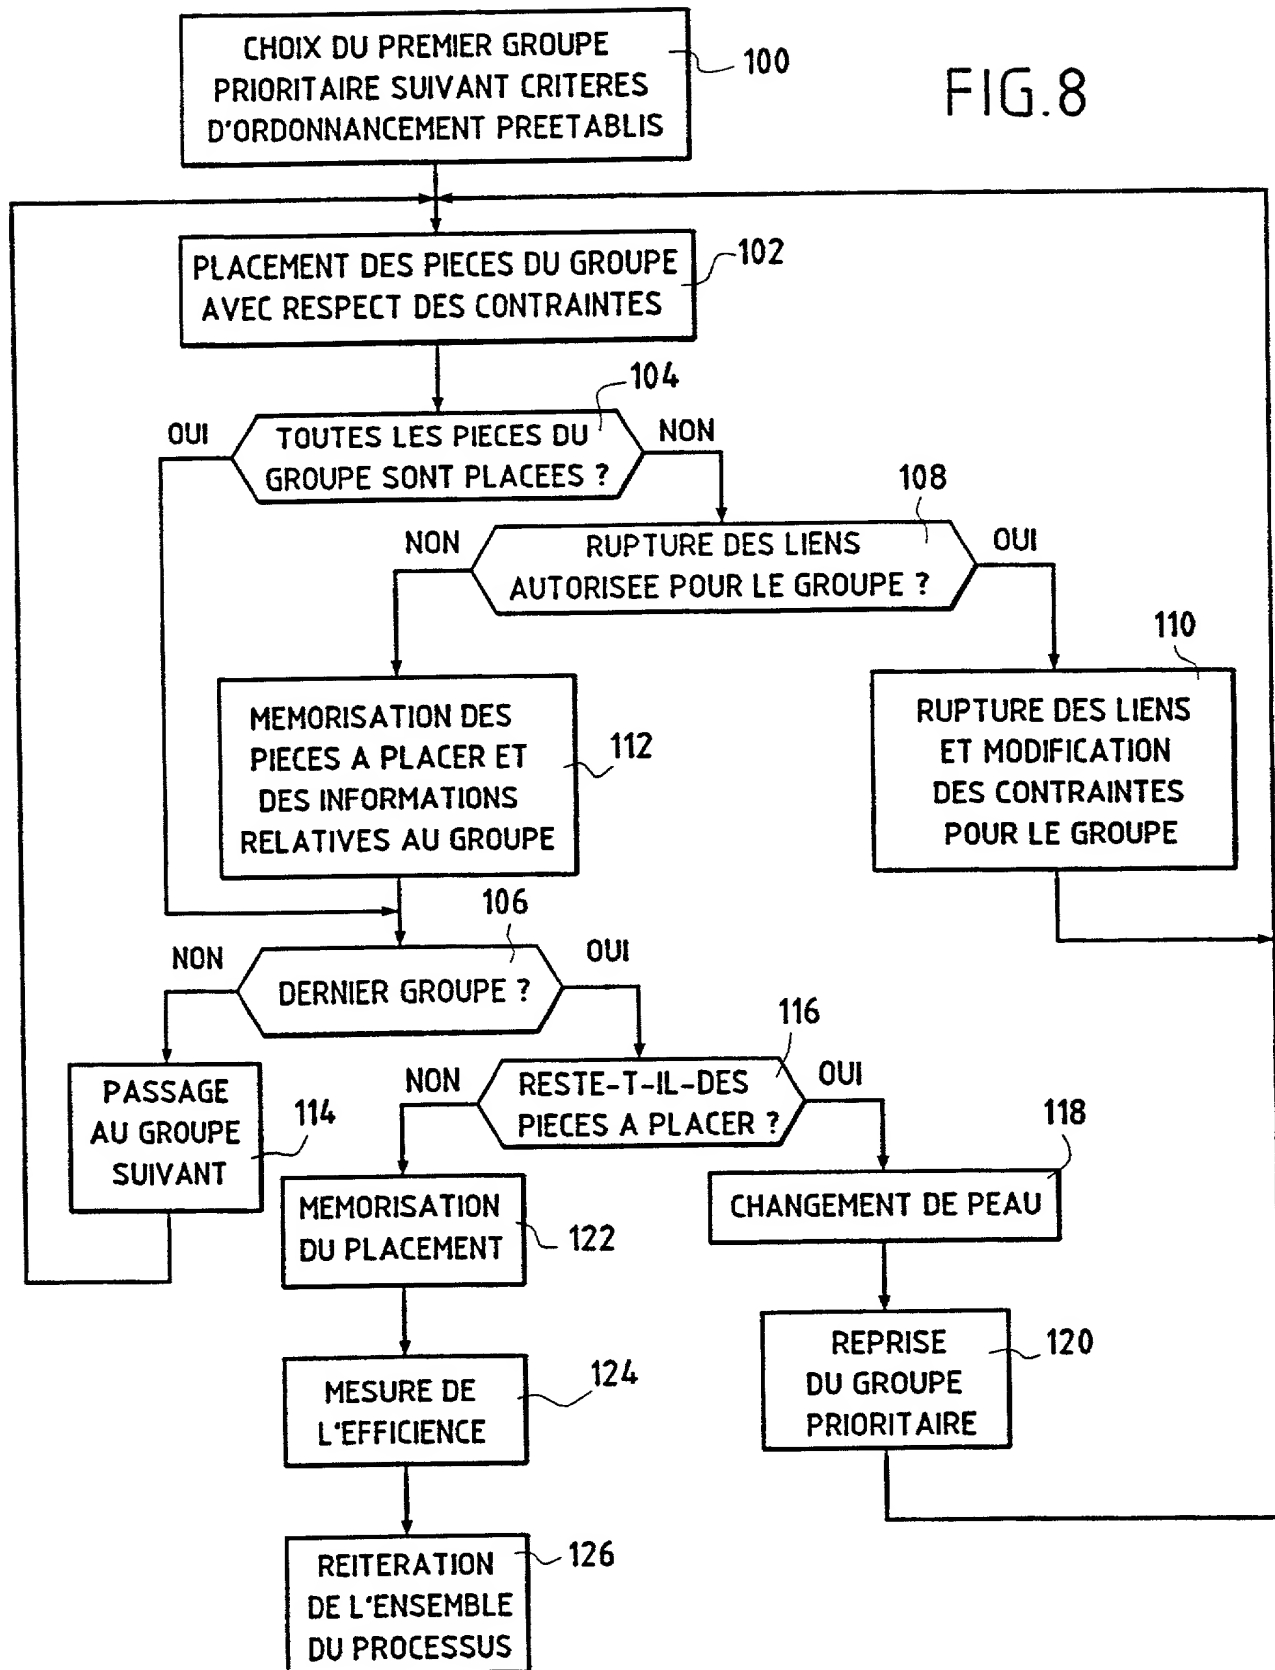 CHOIX DU PREMIER GROUPE
PRIORITAIRE SUIVANT CRITERES
D'ORDONNANCEMENT PREETABLIS
100
FIG.8
PLACEMENT DES PIECES DU GROUPE
AVEC RESPECT DES CONTRAINTES
102
104
OUI
TOUTES LES PIECES DU
GROUPE SONT PLACEES ?
NON
108
NON
RUPTURE DES LIENS
AUTORISEE POUR LE GROUPE ?
OUI
110
MEMORISATION DES
PIECES A PLACER ET
DES INFORMATIONS
RELATIVES AU GROUPE
112
RUPTURE DES LIENS
ET MODIFICATION
DES CONTRAINTES
POUR LE GROUPE
106
NON
DERNIER GROUPE ?
OUI
116
PASSAGE
AU GROUPE
SUIVANT
114
NON
RESTE-T-IL-DES
PIECES A PLACER ?
OUI
118
MEMORISATION
DU PLACEMENT
122
CHANGEMENT DE PEAU
MESURE DE
L'EFFICIENCE
124
REPRISE
DU GROUPE
PRIORITAIRE
120
REITERATION
DE L'ENSEMBLE
DU PROCESSUS
126